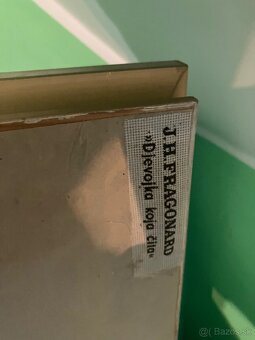 J. H. FRAGONARD
»Djevojka koja čita«
Bazos.sk